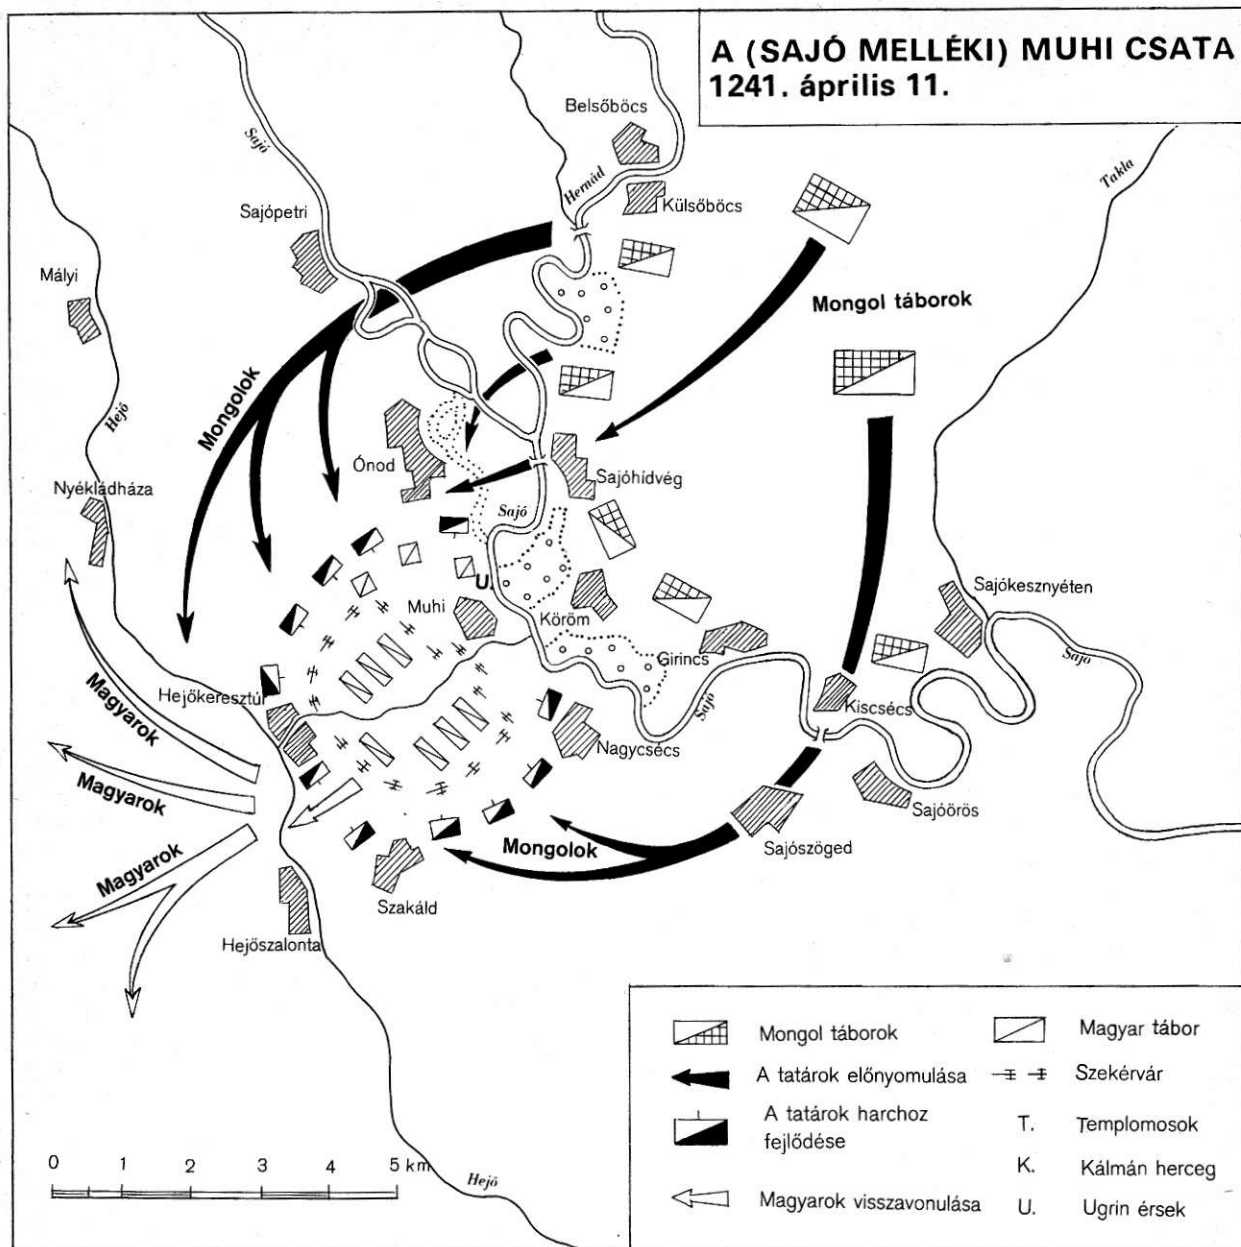 A (SAJÓ MELLÉKI) MUHI CSATA
1241. április 11.
Belsőböcs
Sajó
Hernád
Takla
Külsőböcs
Sajópetri
Mályi
Mongol táborok
Mongolok
Hejő
Ónod
Sajóhídvég
Nyékládháza
Sajó
U.
Muhi
Köröm
Sajókesznyéten
Girincs
Sajó
Hejőkeresztúr
Magyarok
Sajó
Kiscsécs
Nagycsécs
Magyarok
Sajóörös
Mongolok
Sajószöged
Magyarok
Szakáld
Hejőszalonta
Mongol táborok
Magyar tábor
A tatárok előnyomulása
Szekérvár
A tatárok harchoz
fejlődése
T. Templomosok
K. Kálmán herceg
Magyarok visszavonulása
U. Ugrin érsek
0 1 2 3 4 5 km
Hejő